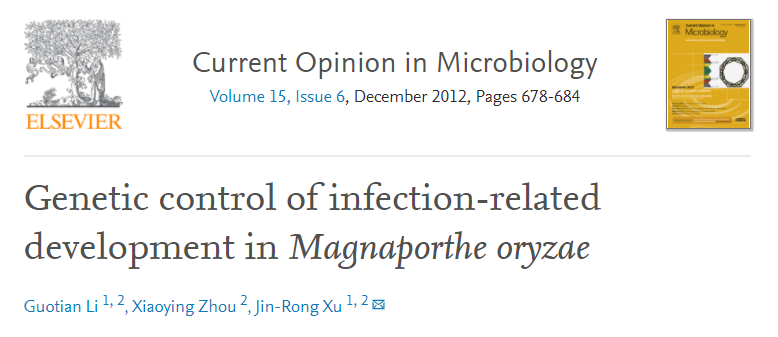 ELSEVIER
Current Opinion in Microbiology
Volume 15, Issue 6, December 2012, Pages 678-684
Current Opinion in
Microbiology
Genetic control of infection-related
development in Magnaporthe oryzae
Guotian Li 1, 2, Xiaoying Zhou 2, Jin-Rong Xu 1, 2